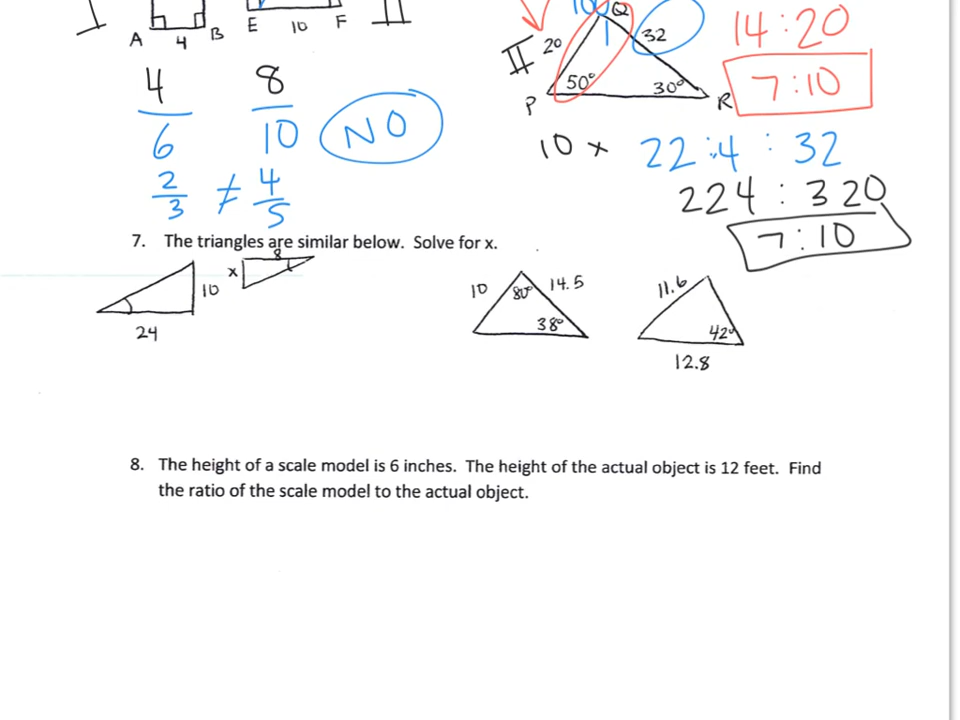 I
A 4 B
E 10 F
II
4/6 8/10 NO
2/3 ≠ 4/5
II 20 Q 32
50° 30°
P R
14:20
7:10
10 x 22.4 : 32
224 : 320
7:10
7. The triangles are similar below. Solve for x.
24 10
x 8
10 80° 14.5 38°
11.6 42° 12.8
8. The height of a scale model is 6 inches. The height of the actual object is 12 feet. Find
the ratio of the scale model to the actual object.